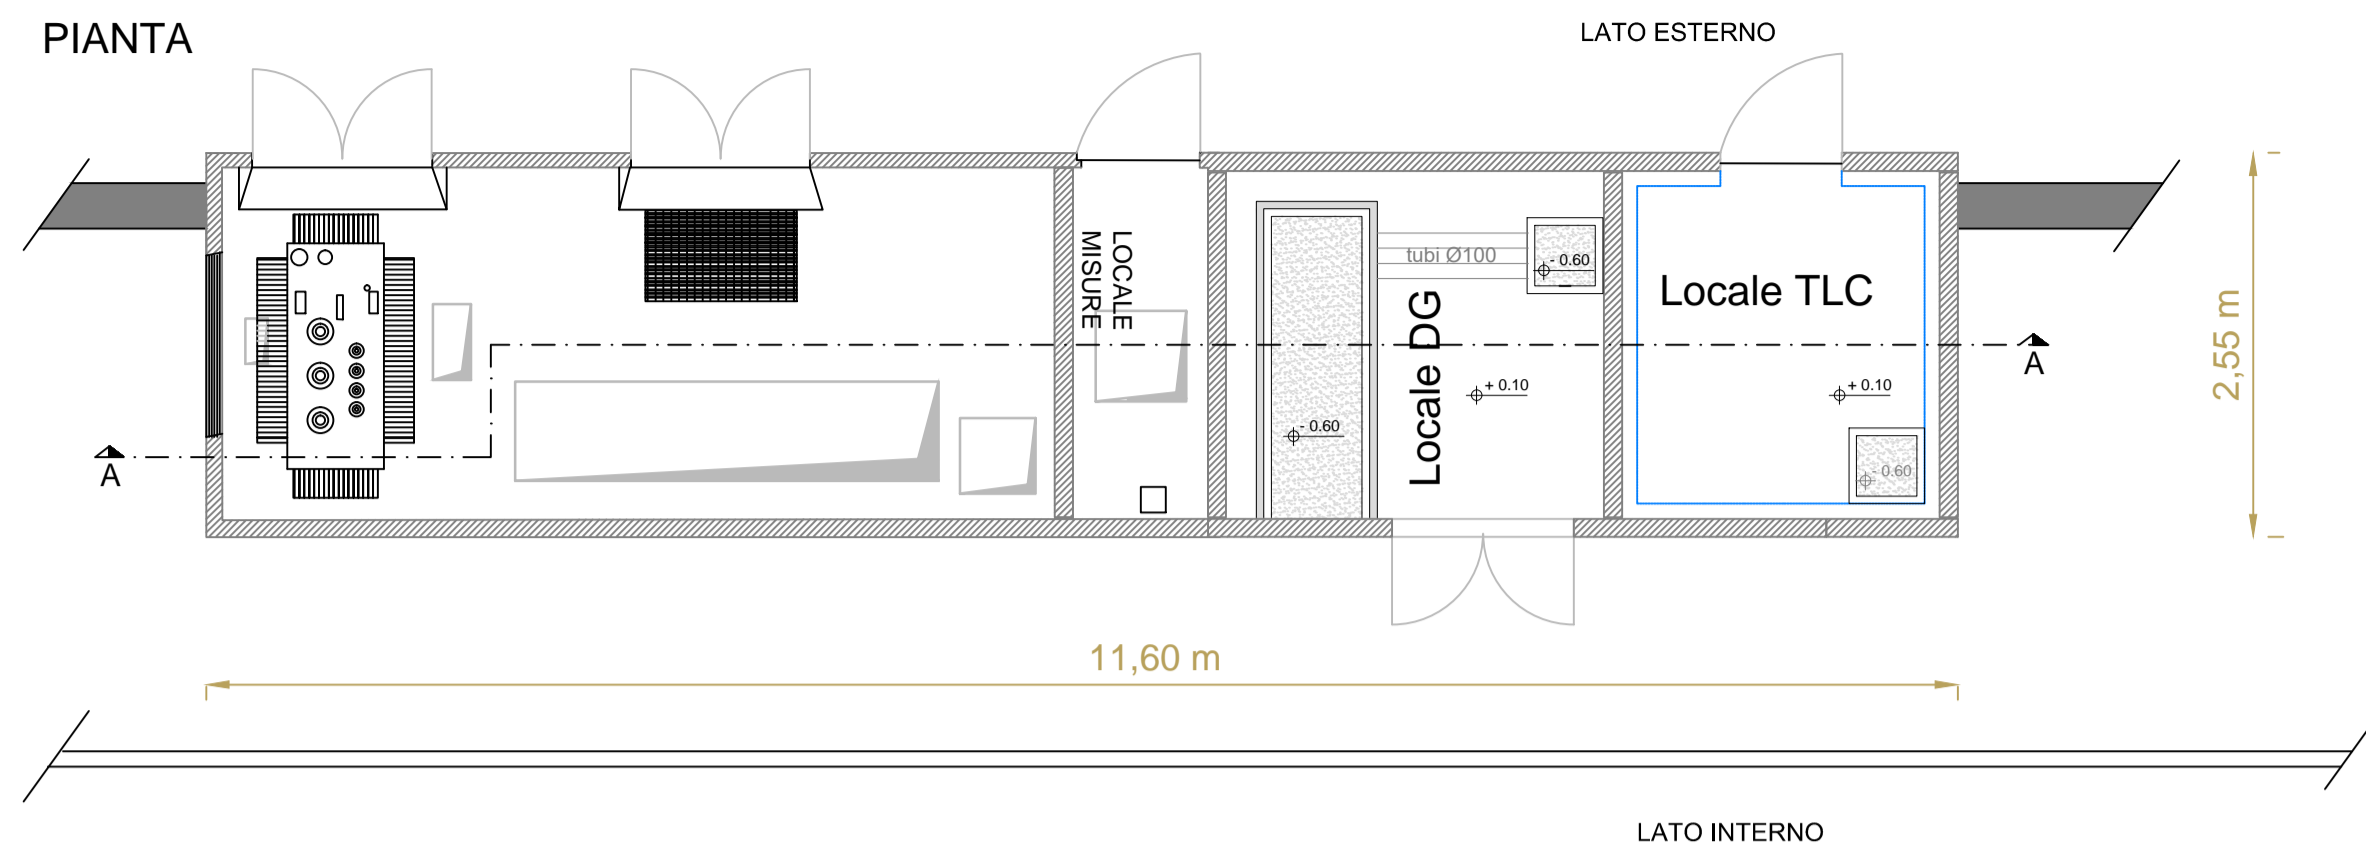 PIANTA
LATO ESTERNO
LOCALE
MISURE
tubi Ø100
- 0.60
Locale TLC
Locale DG
2,55 m
A
+ 0.10
+ 0.10
- 0.60
A
- 0.60
11,60 m
LATO INTERNO